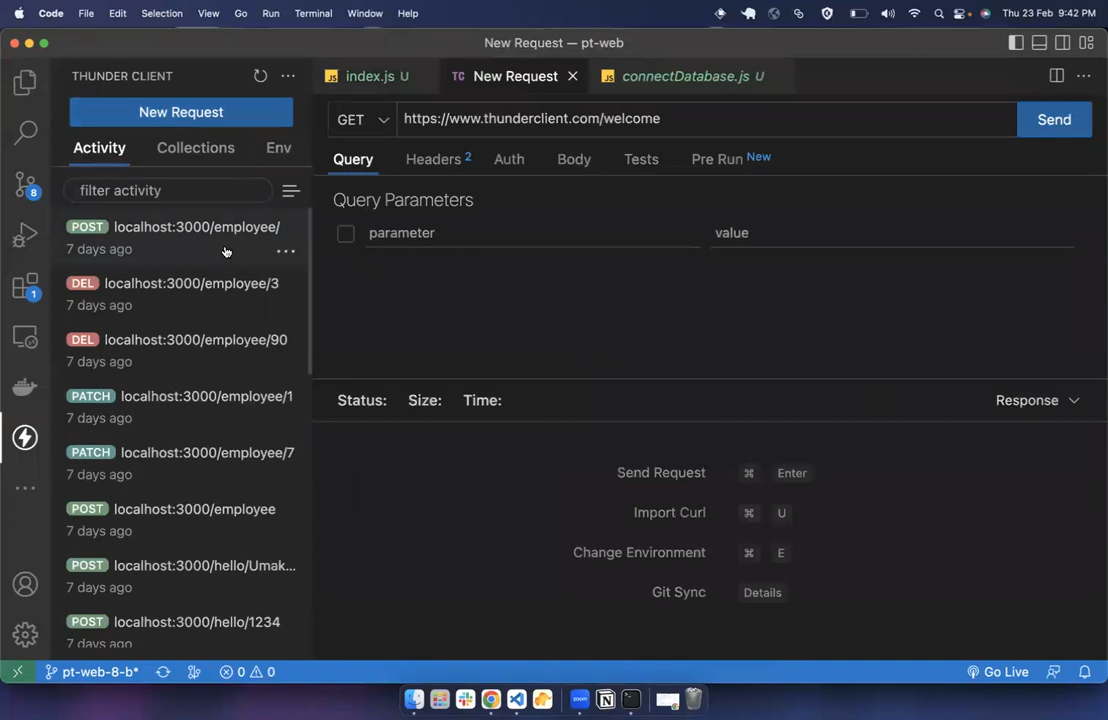 Code File Edit Selection View Go Run Terminal Window Help Thu 23 Feb 9:42 PM
New Request — pt-web
THUNDER CLIENT
JS index.js U
TC New Request
JS connectDatabase.js U
New Request
GET https://www.thunderclient.com/welcome Send
Activity Collections Env
Query Headers 2 Auth Body Tests Pre Run New
filter activity
Query Parameters
parameter value
POST localhost:3000/employee/
7 days ago
DEL localhost:3000/employee/3
7 days ago
DEL localhost:3000/employee/90
7 days ago
PATCH localhost:3000/employee/1
7 days ago
PATCH localhost:3000/employee/7
7 days ago
POST localhost:3000/employee
7 days ago
POST localhost:3000/hello/Umak...
7 days ago
POST localhost:3000/hello/1234
7 days ago
8
1
Status: Size: Time: Response
Send Request ⌘ Enter
Import Curl ⌘ U
Change Environment ⌘ E
Git Sync Details
pt-web-8-b* 0 0 Go Live
zoom